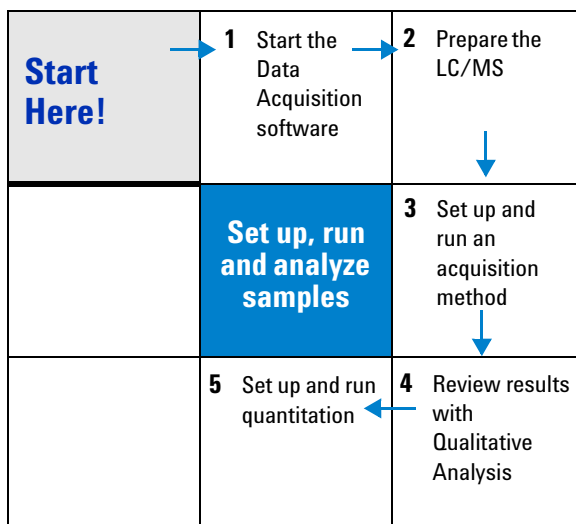 Start
Here!
1 Start the
Data
Acquisition
software
2 Prepare the
LC/MS
Set up, run
and analyze
samples
3 Set up and
run an
acquisition
method
4 Review results
with
Qualitative
Analysis
5 Set up and run
quantitation